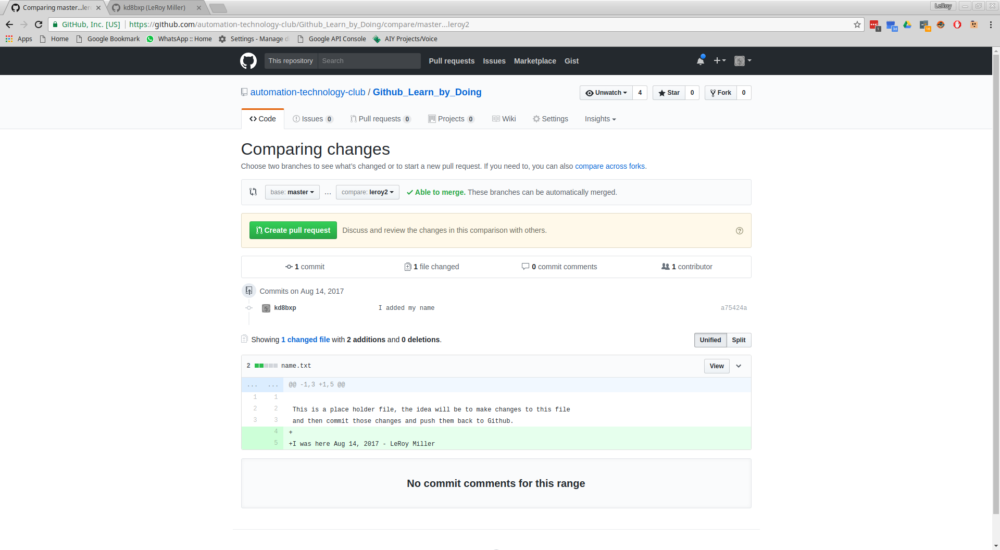 Comparing master...ler
kd8bxp (LeRoy Miller)
LeRoy
GitHub, Inc. [US]
https://github.com/automation-technology-club/Github_Learn_by_Doing/compare/master...leroy2
1
3d
Apps
Home
Google Bookmark
WhatsApp :: Home
Settings - Manage d
Google API Console
AIY Projects/Voice
This repository
Search
Pull requests
Issues
Marketplace
Gist
automation-technology-club / Github_Learn_by_Doing
Unwatch 4
Star 0
Fork 0
Code
Issues 0
Pull requests 0
Projects 0
Wiki
Settings
Insights
Comparing changes
Choose two branches to see what's changed or to start a new pull request. If you need to, you can also compare across forks.
base: master ... compare: leroy2 Able to merge. These branches can be automatically merged.
Create pull request Discuss and review the changes in this comparison with others.
1 commit
1 file changed
0 commit comments
1 contributor
Commits on Aug 14, 2017
kd8bxp I added my name a75424a
Showing 1 changed file with 2 additions and 0 deletions.
Unified Split
2 name.txt View
... ... @@ -1,3 +1,5 @@
1 1
2 2 This is a place holder file, the idea will be to make changes to this file
3 3 and then commit those changes and push them back to Github.
4 +
5 +I was here Aug 14, 2017 - LeRoy Miller
No commit comments for this range